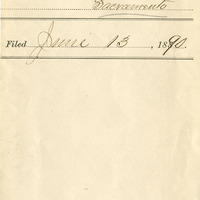 Sacramento
Filed June 13, 1890.